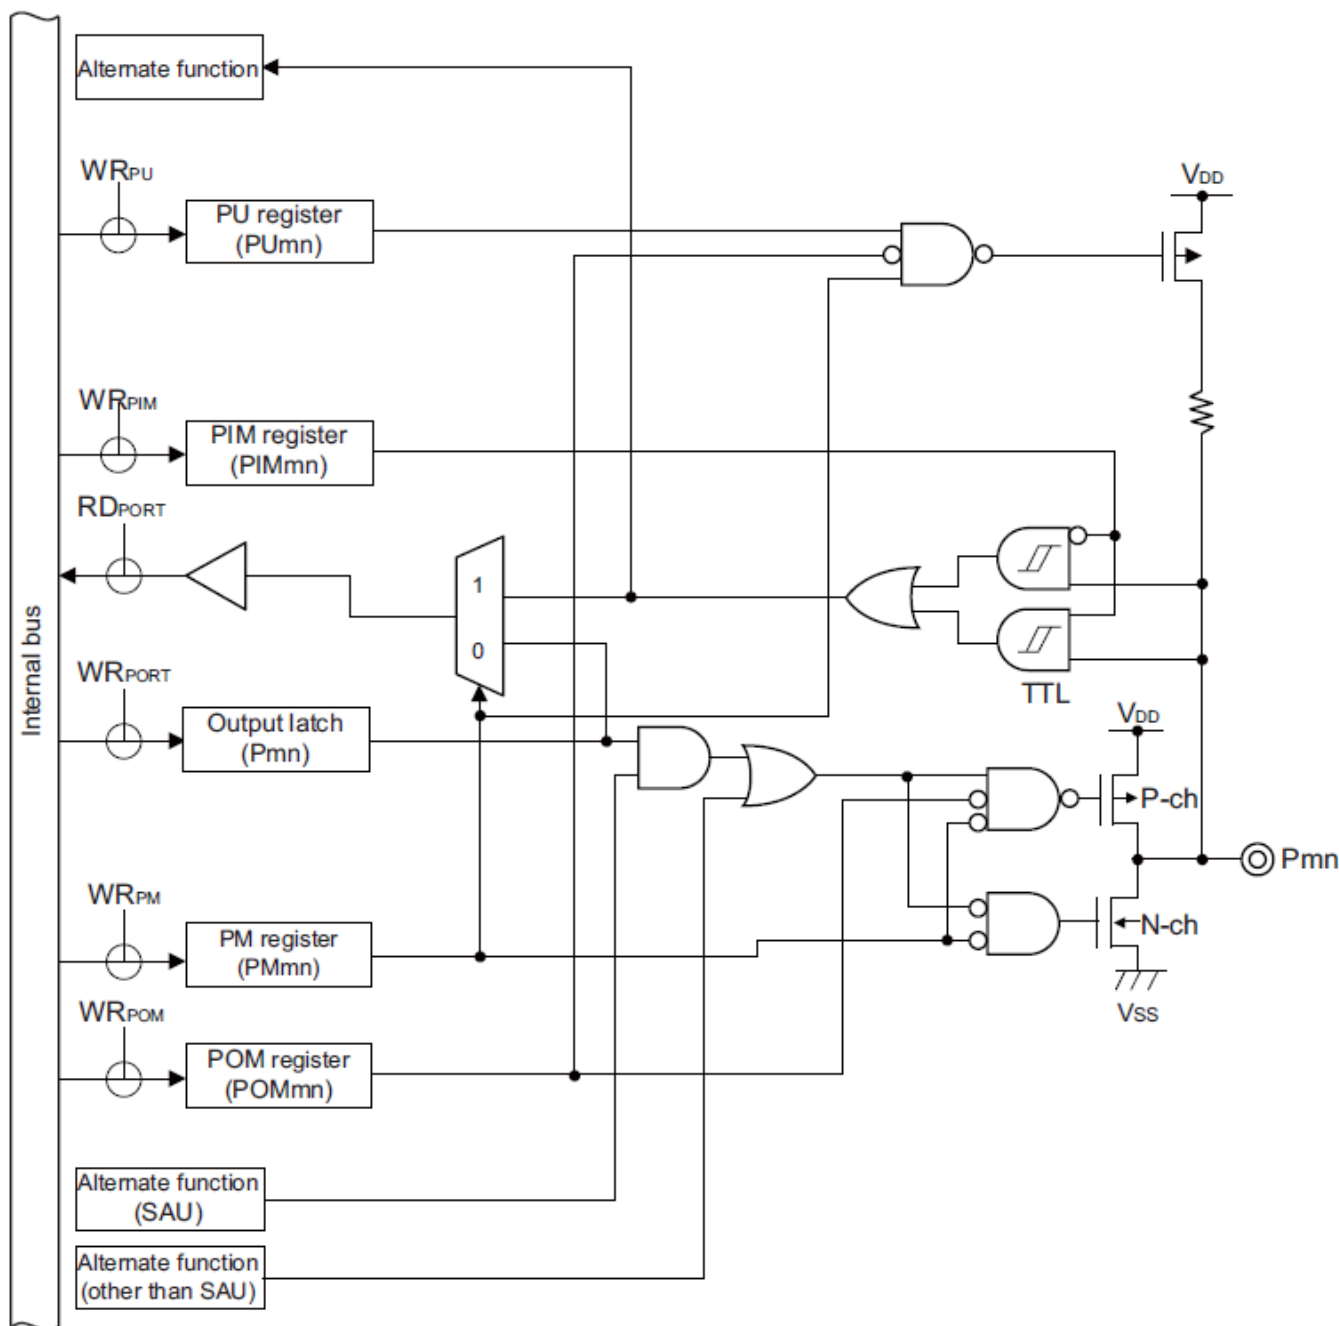 Alternate function
WRPU
PU register
(PUmn)
VDD
WRPIM
PIM register
(PIMmn)
RDPORT
1
0
TTL
Internal bus
WRPORT
Output latch
(Pmn)
VDD
P-ch
Pmn
N-ch
VSS
WRPM
PM register
(PMmn)
WRPOM
POM register
(POMmn)
Alternate function
(SAU)
Alternate function
(other than SAU)